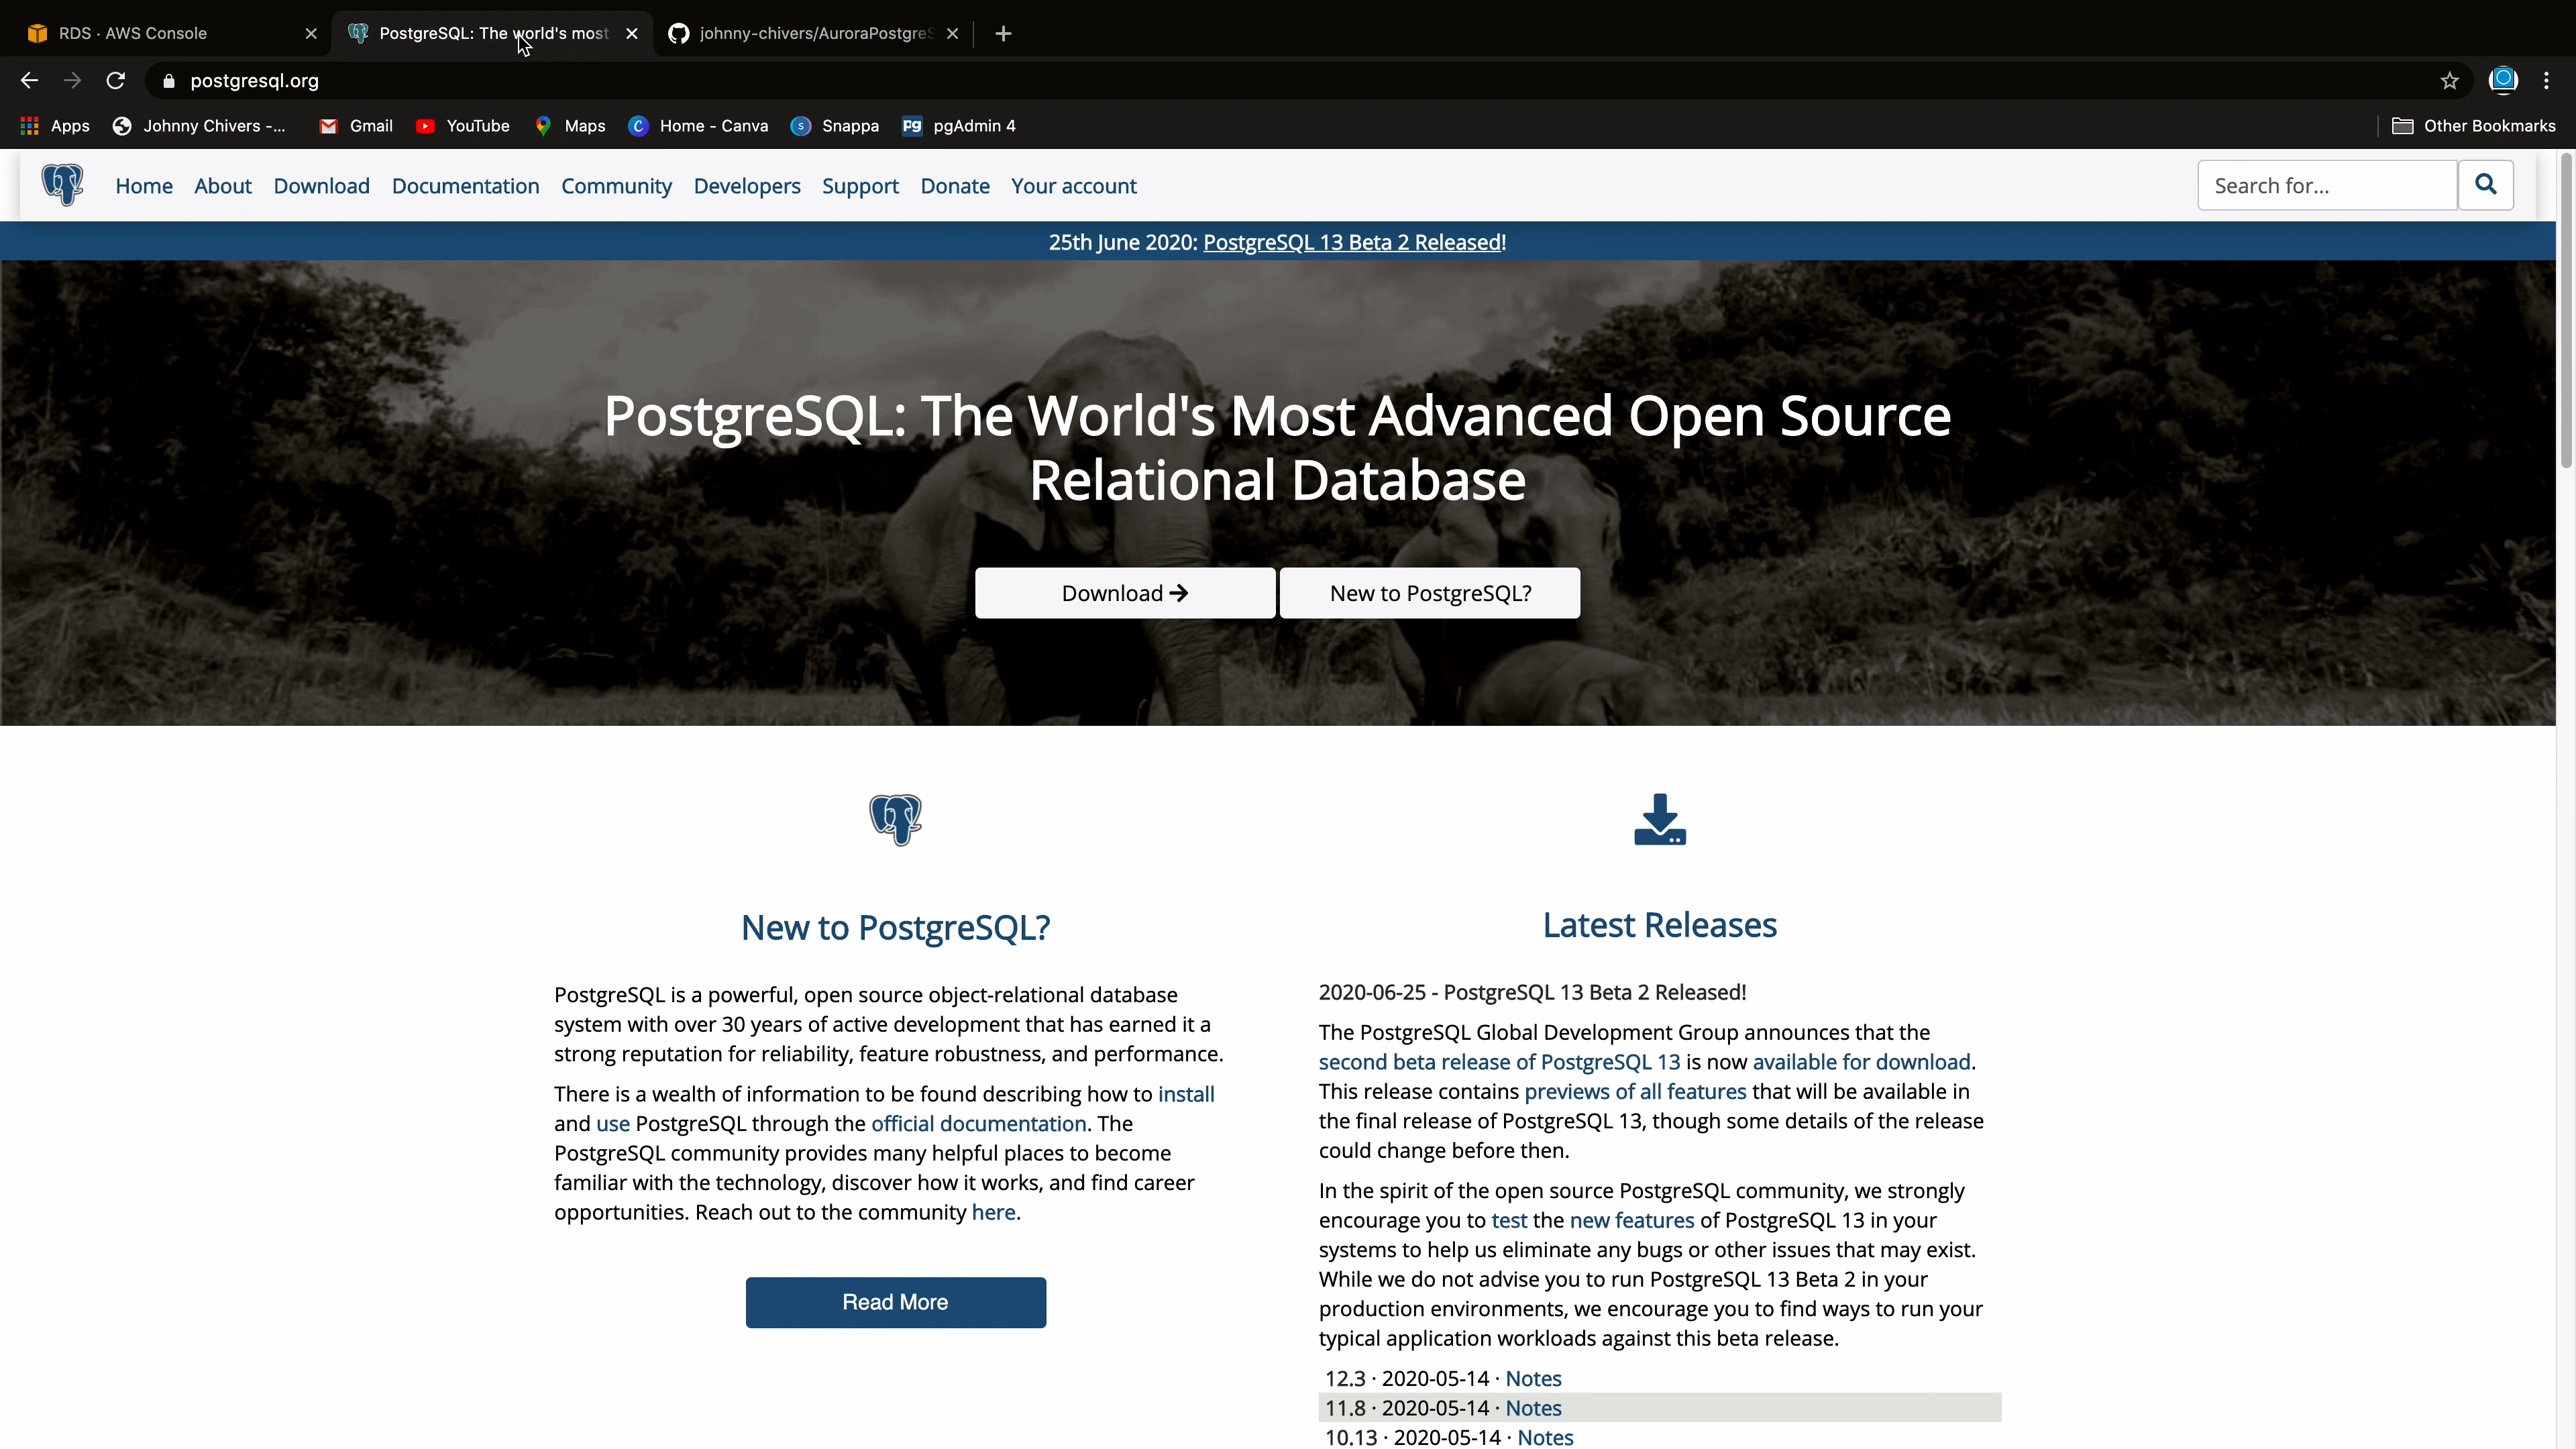 RDS · AWS Console
PostgreSQL: The world's most
johnny-chivers/AuroraPostgreS
postgresql.org
Apps
Johnny Chivers -...
Gmail
YouTube
Maps
Home - Canva
Snappa
pgAdmin 4
Other Bookmarks
Home
About
Download
Documentation
Community
Developers
Support
Donate
Your account
Search for...
25th June 2020: PostgreSQL 13 Beta 2 Released!
PostgreSQL: The World's Most Advanced Open Source
Relational Database
Download
New to PostgreSQL?
New to PostgreSQL?
PostgreSQL is a powerful, open source object-relational database
system with over 30 years of active development that has earned it a
strong reputation for reliability, feature robustness, and performance.
There is a wealth of information to be found describing how to install
and use PostgreSQL through the official documentation. The
PostgreSQL community provides many helpful places to become
familiar with the technology, discover how it works, and find career
opportunities. Reach out to the community here.
Read More
Latest Releases
2020-06-25 - PostgreSQL 13 Beta 2 Released!
The PostgreSQL Global Development Group announces that the
second beta release of PostgreSQL 13 is now available for download.
This release contains previews of all features that will be available in
the final release of PostgreSQL 13, though some details of the release
could change before then.
In the spirit of the open source PostgreSQL community, we strongly
encourage you to test the new features of PostgreSQL 13 in your
systems to help us eliminate any bugs or other issues that may exist.
While we do not advise you to run PostgreSQL 13 Beta 2 in your
production environments, we encourage you to find ways to run your
typical application workloads against this beta release.
12.3 · 2020-05-14 · Notes
11.8 · 2020-05-14 · Notes
10.13 · 2020-05-14 · Notes